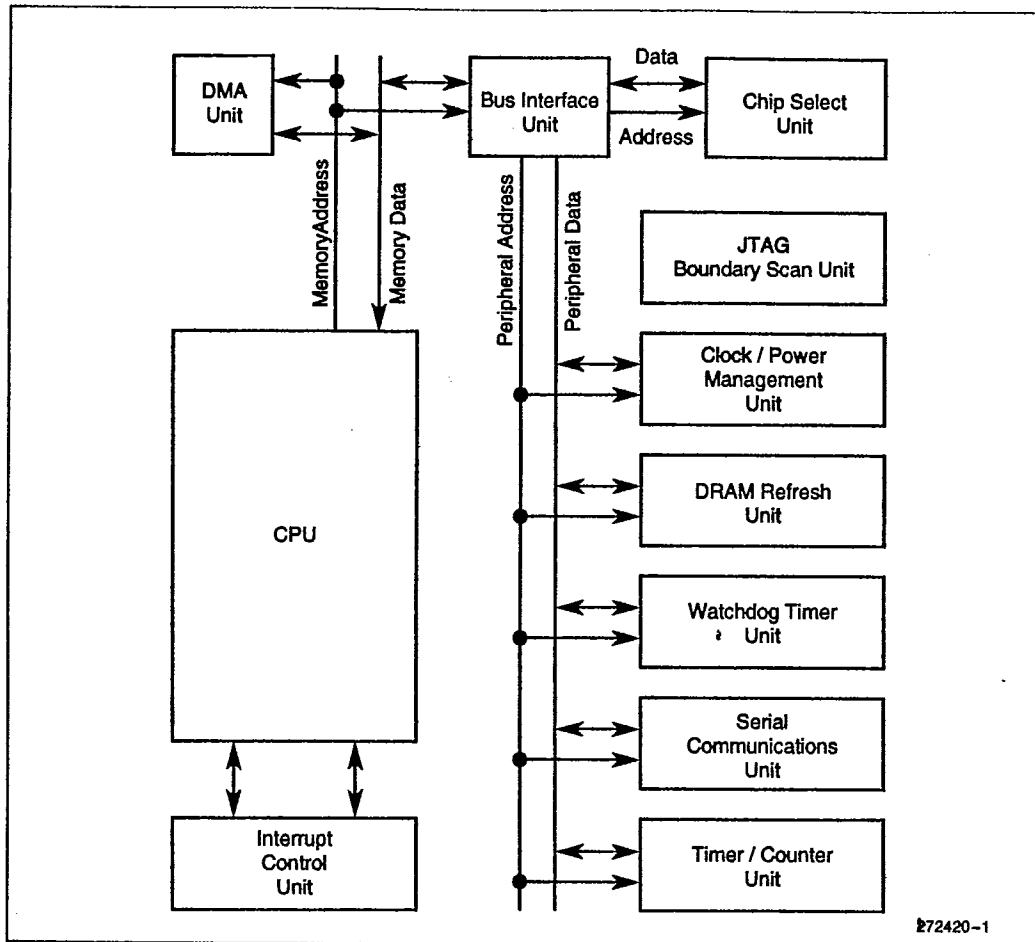 DMA
Unit
Bus Interface
Unit
Data
Address
Chip Select
Unit
MemoryAddress
Memory Data
Peripheral Address
Peripheral Data
JTAG
Boundary Scan Unit
Clock / Power
Management
Unit
CPU
DRAM Refresh
Unit
Watchdog Timer
Unit
Serial
Communications
Unit
Interrupt
Control
Unit
Timer / Counter
Unit
272420-1